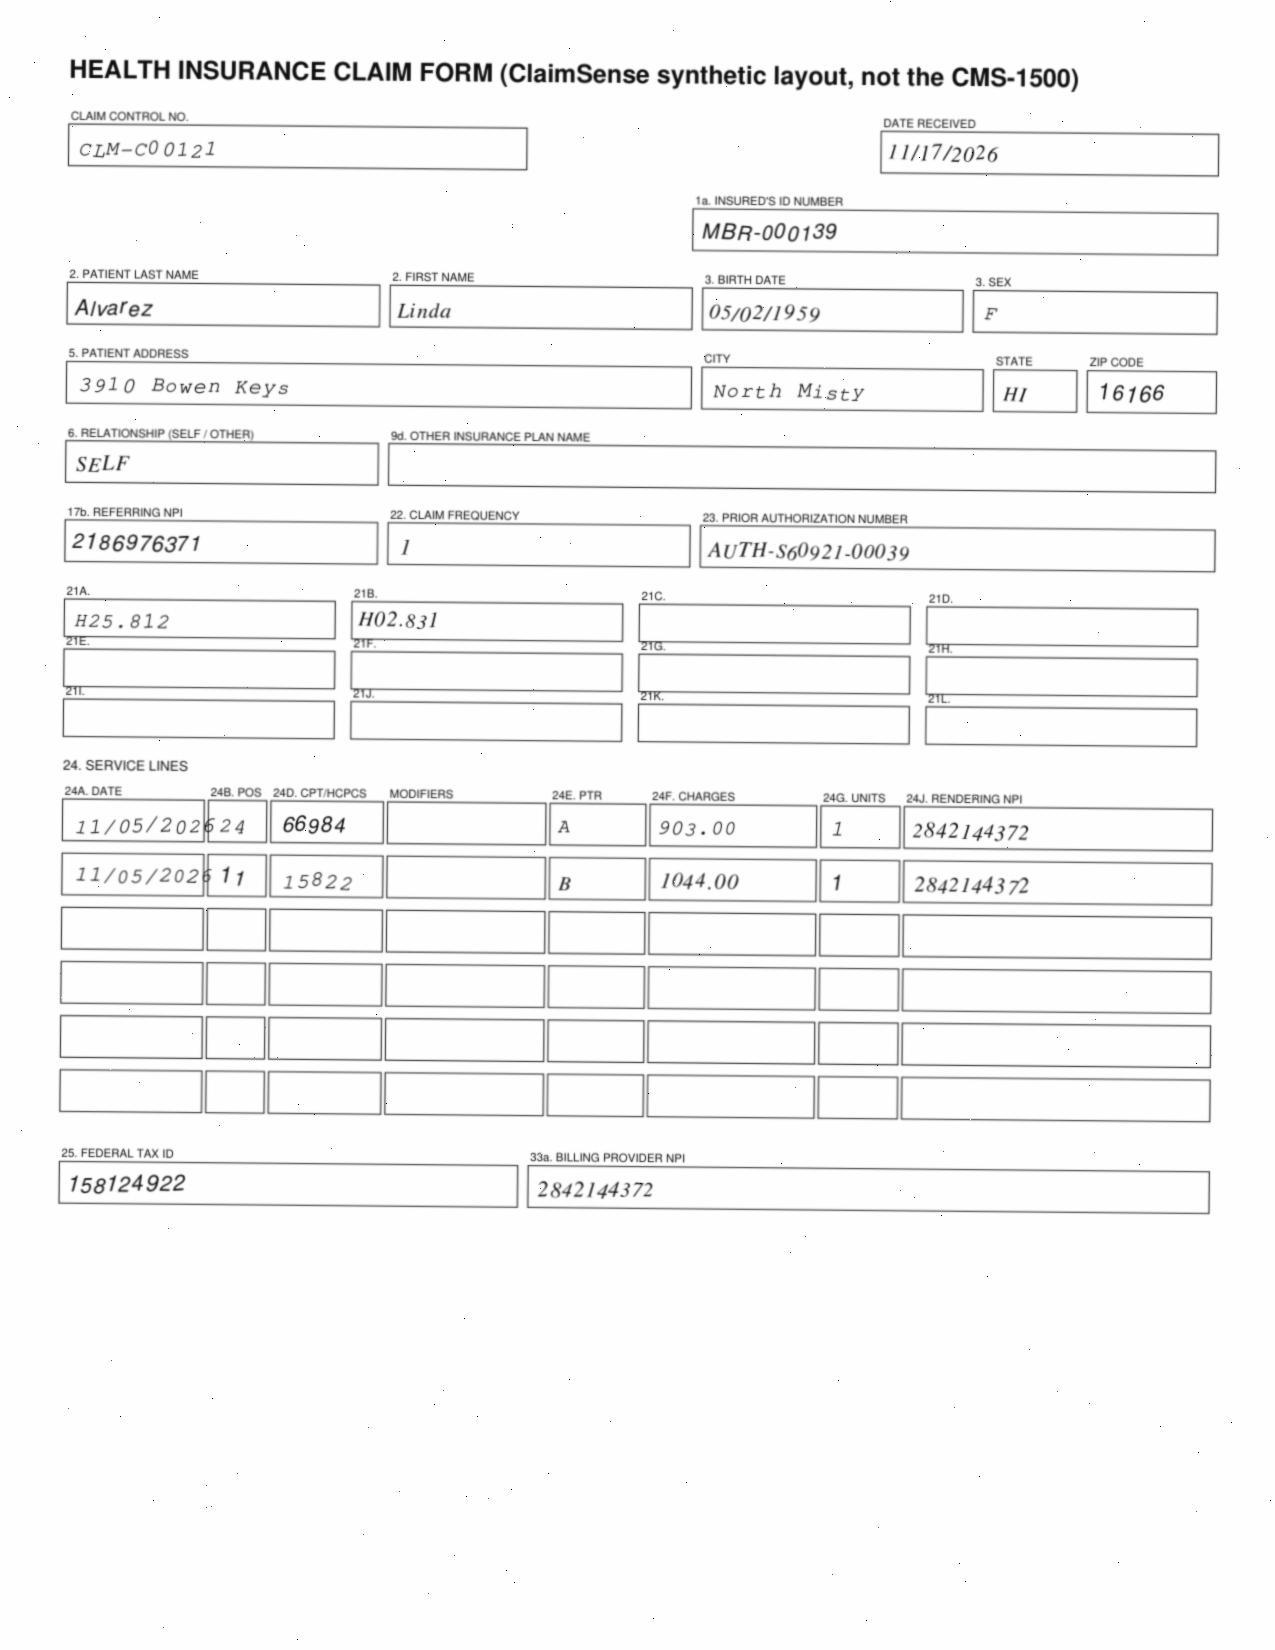 HEALTH INSURANCE CLAIM FORM (ClaimSense synthetic layout, not the CMS-1500)
CLAIM CONTROL NO.
CLM-C00121
DATE RECEIVED
11/17/2026
1a. INSURED'S ID NUMBER
MBR-000139
2. PATIENT LAST NAME 2. FIRST NAME 3. BIRTH DATE 3. SEX
Alvarez Linda 05/02/1959 F
5. PATIENT ADDRESS CITY STATE ZIP CODE
3910 Bowen Keys North Misty HI 16166
6. RELATIONSHIP (SELF / OTHER) 9d. OTHER INSURANCE PLAN NAME
SELF
17b. REFERRING NPI 22. CLAIM FREQUENCY 23. PRIOR AUTHORIZATION NUMBER
2186976371 1 AUTH-S60921-00039
21A. 21B. 21C. 21D.
H25.812 H02.831
21E. 21F. 21G. 21H.
21I. 21J. 21K. 21L.
24. SERVICE LINES
24A. DATE 24B. POS 24D. CPT/HCPCS MODIFIERS 24E. PTR 24F. CHARGES 24G. UNITS 24J. RENDERING NPI
11/05/2026 24 66984 A 903.00 1 2842144372
11/05/2026 11 15822 B 1044.00 1 2842144372
25. FEDERAL TAX ID 33a. BILLING PROVIDER NPI
158124922 2842144372